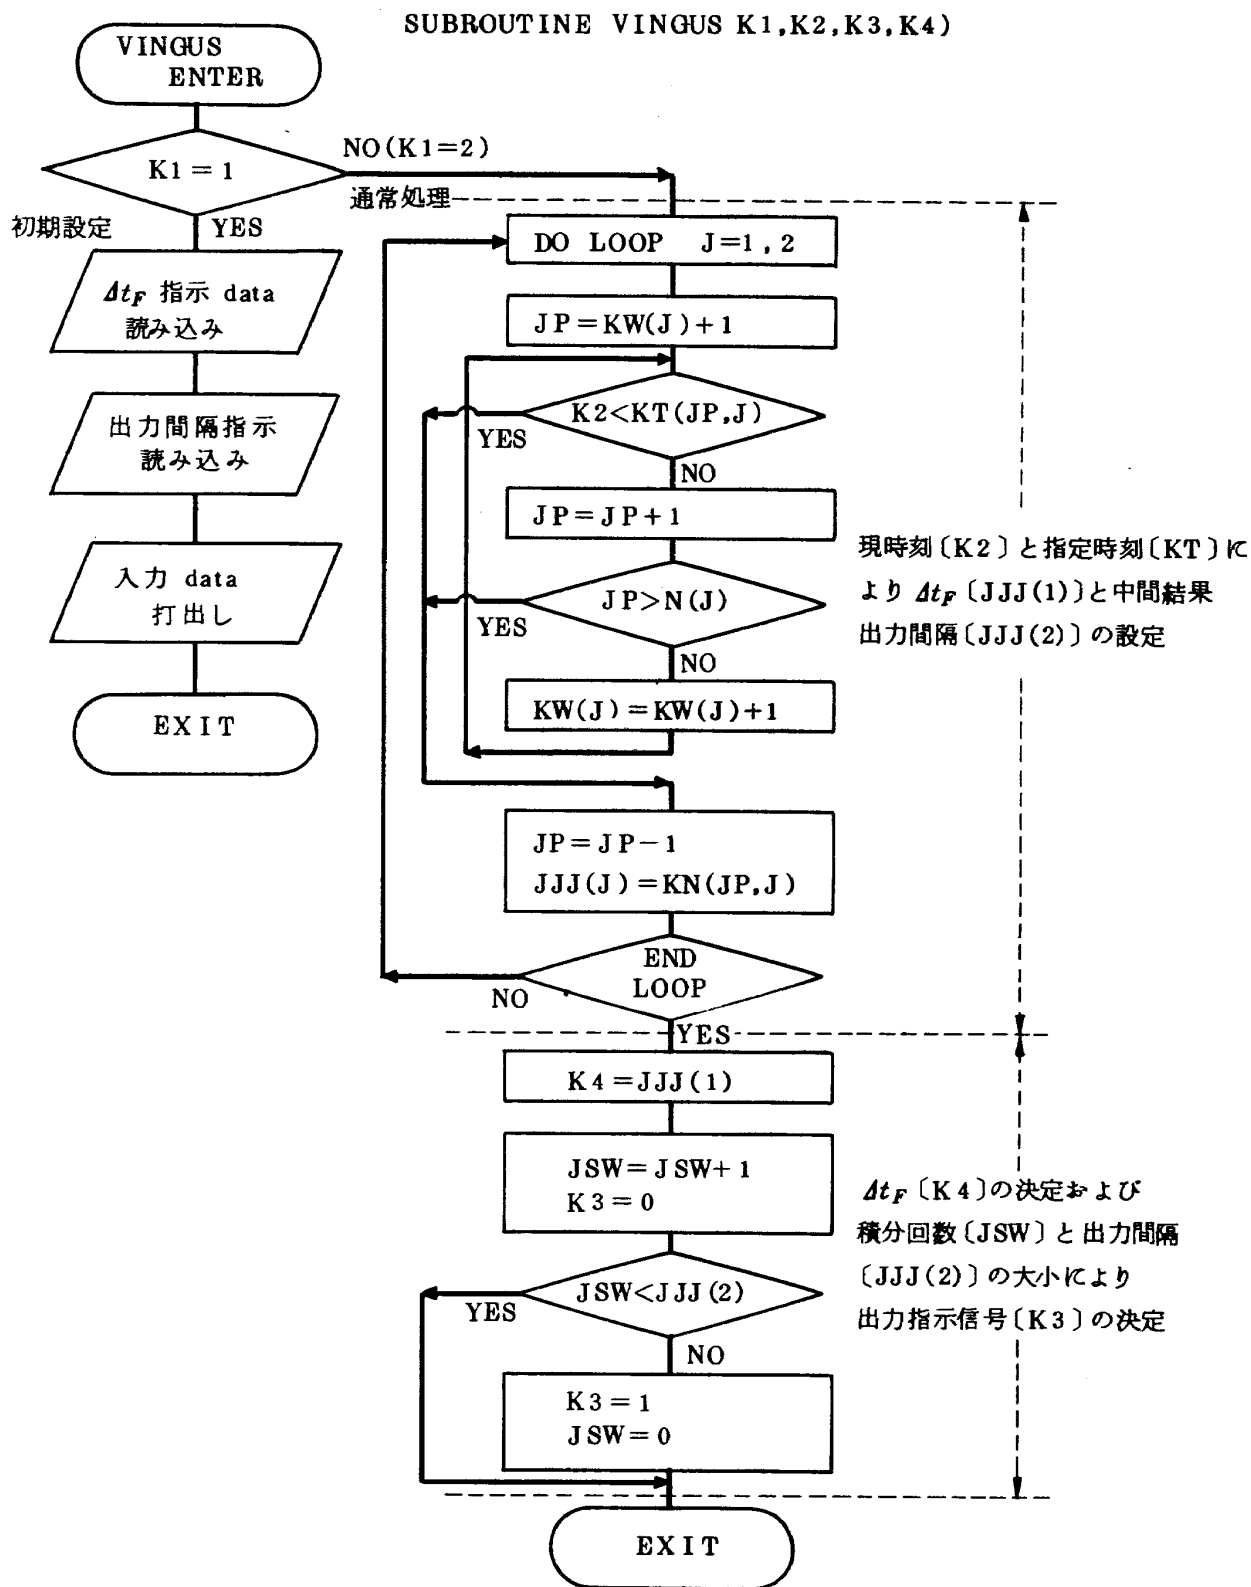 SUBROUTINE VINGUS K1,K2,K3,K4)
VINGUS
ENTER
K1=1
NO(K1=2)
通常処理
初期設定
YES
Δt_F 指示 data
読み込み
出力間隔指示
読み込み
入力 data
打出し
EXIT
DO LOOP J=1,2
JP=KW(J)+1
K2<KT(JP,J)
YES
NO
JP=JP+1
JP>N(J)
YES
NO
KW(J)=KW(J)+1
JP=JP-1
JJJ(J)=KN(JP,J)
END
LOOP
NO
YES
現時刻〔K2〕と指定時刻〔KT〕に
より Δt_F〔JJJ(1)〕と中間結果
出力間隔〔JJJ(2)〕の設定
K4=JJJ(1)
JSW=JSW+1
K3=0
JSW<JJJ(2)
YES
NO
K3=1
JSW=0
Δt_F〔K4〕の決定および
積分回数〔JSW〕と出力間隔
〔JJJ(2)〕の大小により
出力指示信号〔K3〕の決定
EXIT